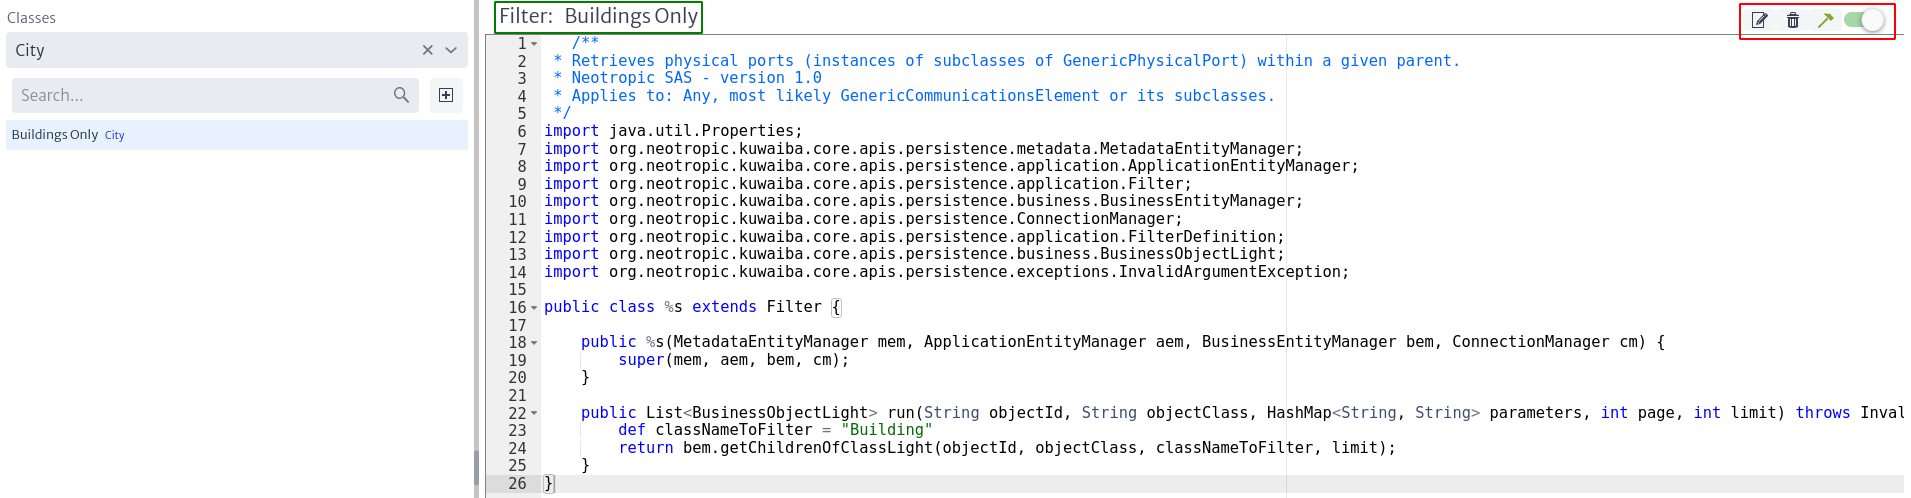 Classes
City
Search...
Buildings Only City
Filter: Buildings Only
1 /**
2 * Retrieves physical ports (instances of subclasses of GenericPhysicalPort) within a given parent.
3 * Neotropic SAS - version 1.0
4 * Applies to: Any, most likely GenericCommunicationsElement or its subclasses.
5 */
6 import java.util.Properties;
7 import org.neotropic.kuwaiba.core.apis.persistence.metadata.MetadataEntityManager;
8 import org.neotropic.kuwaiba.core.apis.persistence.application.ApplicationEntityManager;
9 import org.neotropic.kuwaiba.core.apis.persistence.application.Filter;
10 import org.neotropic.kuwaiba.core.apis.persistence.business.BusinessEntityManager;
11 import org.neotropic.kuwaiba.core.apis.persistence.ConnectionManager;
12 import org.neotropic.kuwaiba.core.apis.persistence.application.FilterDefinition;
13 import org.neotropic.kuwaiba.core.apis.persistence.business.BusinessObjectLight;
14 import org.neotropic.kuwaiba.core.apis.persistence.exceptions.InvalidArgumentException;
15
16 public class %s extends Filter {
17
18 public %s(MetadataEntityManager mem, ApplicationEntityManager aem, BusinessEntityManager bem, ConnectionManager cm) {
19 super(mem, aem, bem, cm);
20 }
21
22 public List<BusinessObjectLight> run(String objectId, String objectClass, HashMap<String, String> parameters, int page, int limit) throws Inval
23 def classNameToFilter = "Building"
24 return bem.getChildrenOfClassLight(objectId, objectClass, classNameToFilter, limit);
25 }
26 }